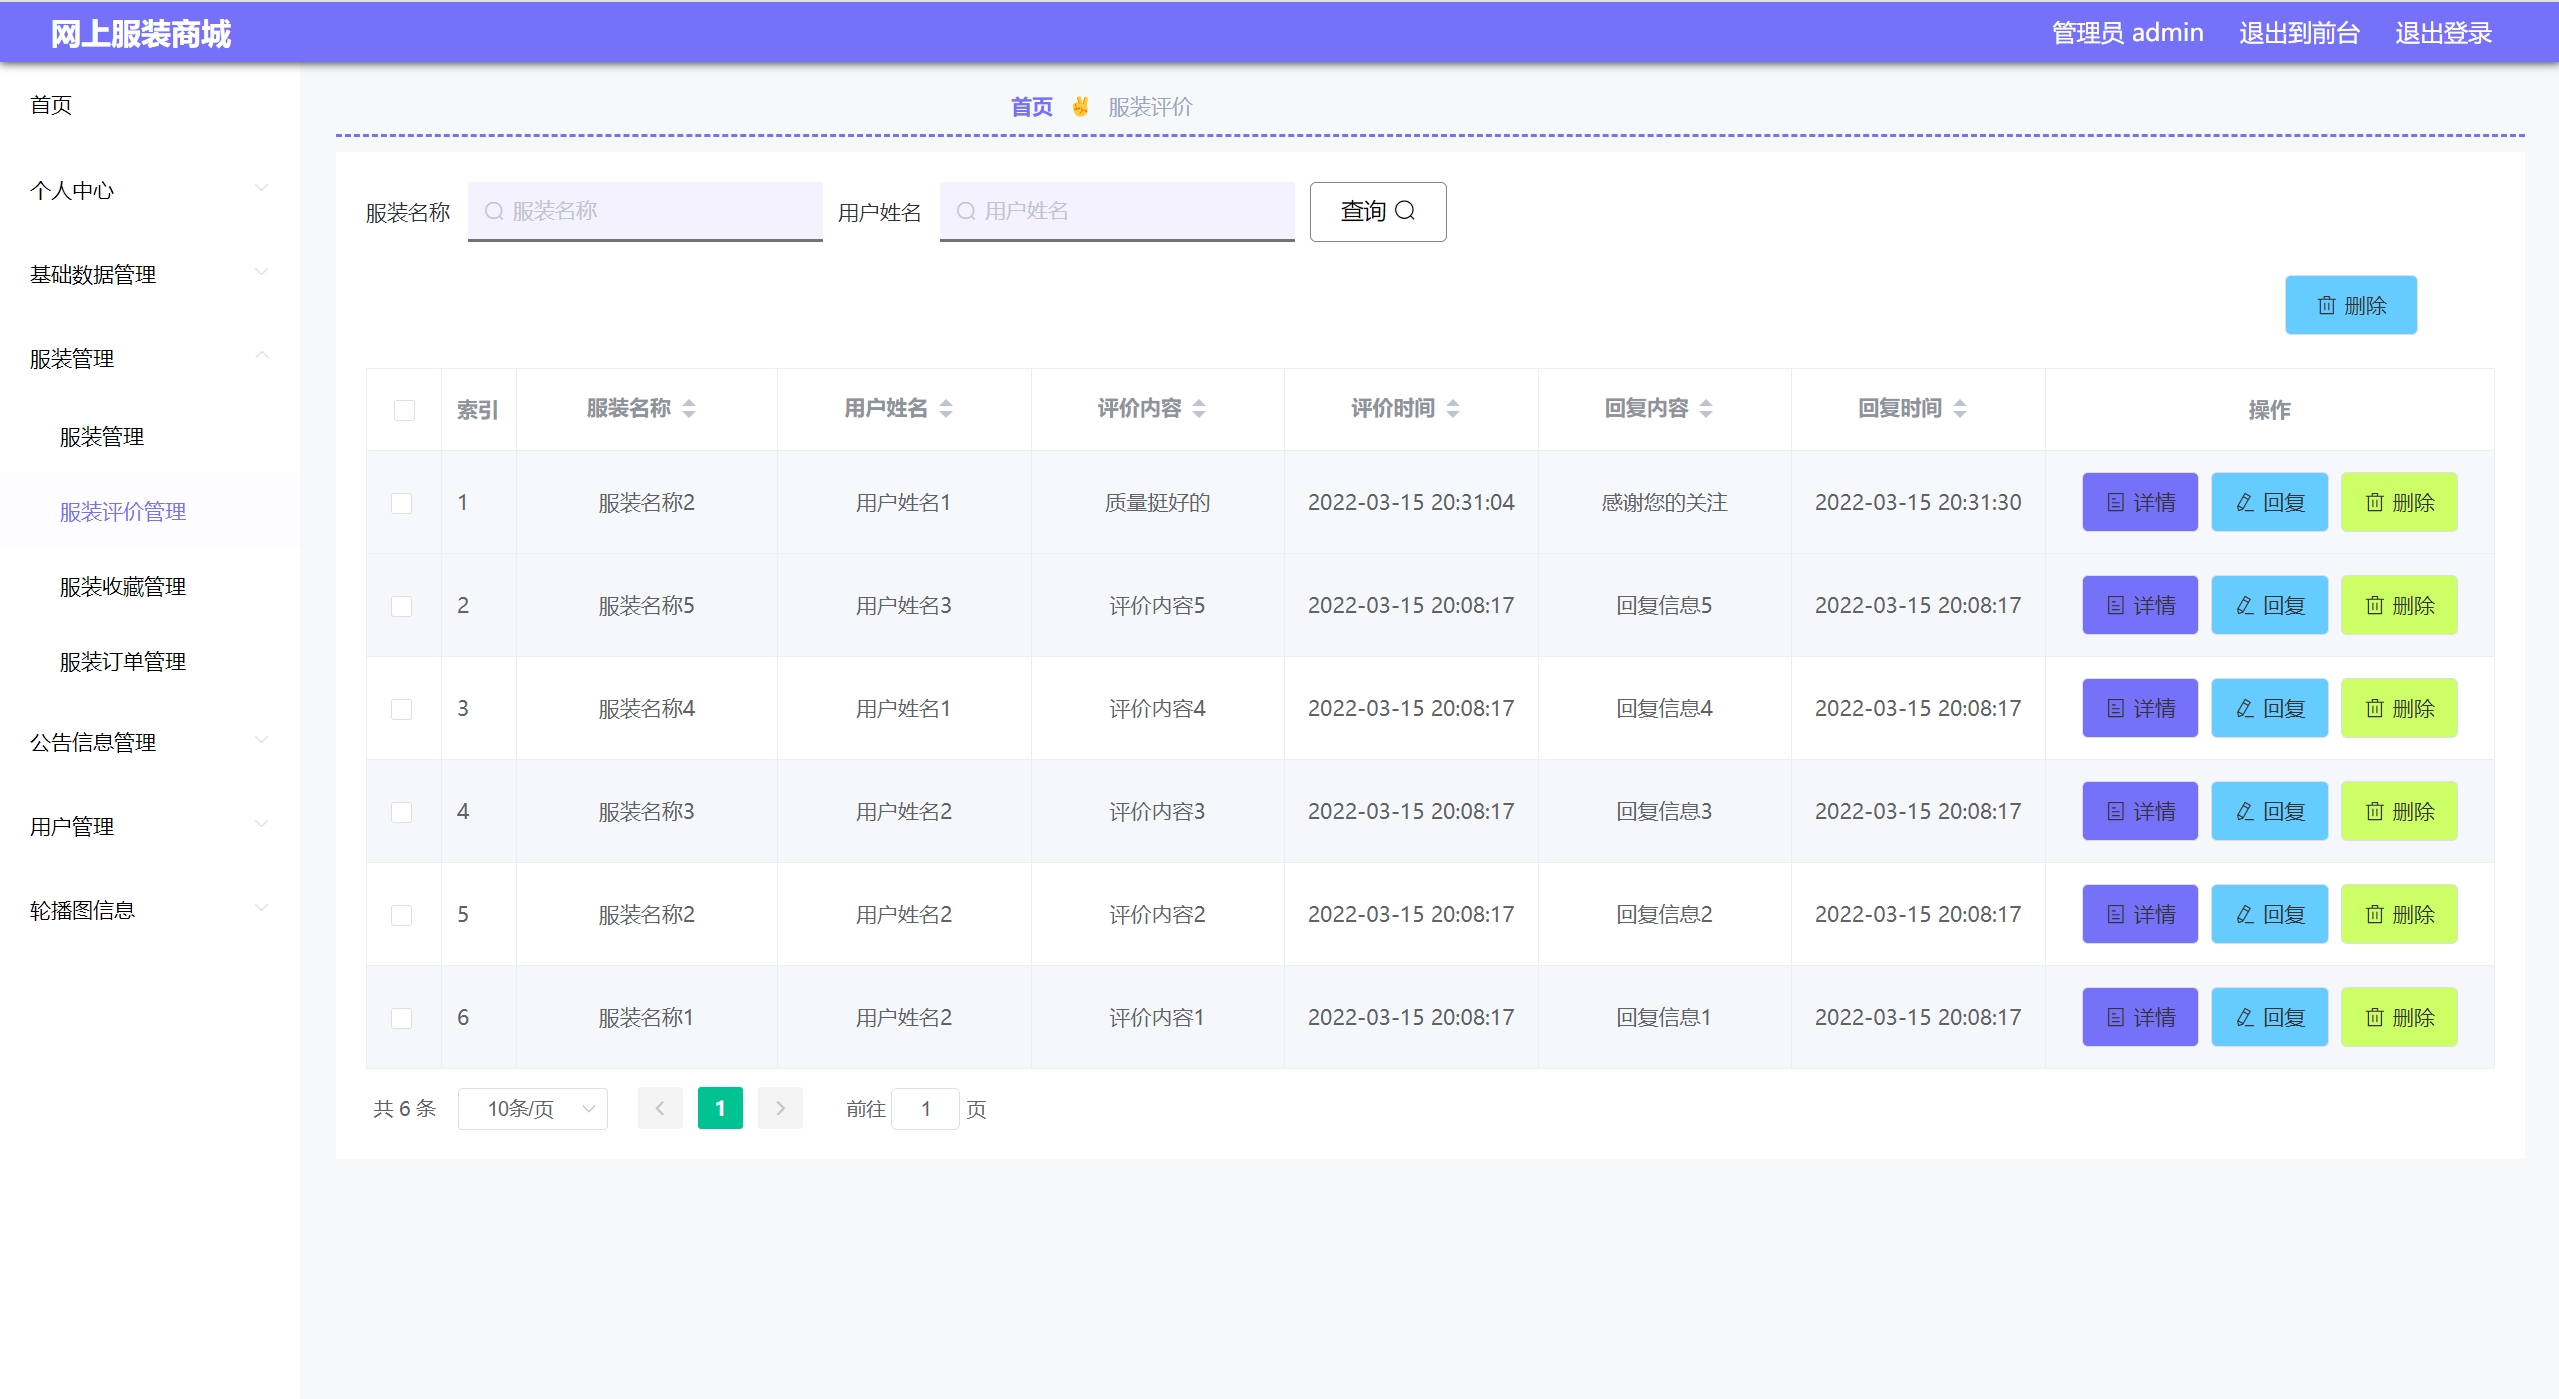 网上服装商城 管理员 admin 退出到前台 退出登录
首页
个人中心
基础数据管理
服装管理
服装管理
服装评价管理
服装收藏管理
服装订单管理
公告信息管理
用户管理
轮播图信息
首页 ✌ 服装评价
服装名称 服装名称 用户姓名 用户姓名 查询
删除
索引 服装名称 用户姓名 评价内容 评价时间 回复内容 回复时间 操作
1 服装名称2 用户姓名1 质量挺好的 2022-03-15 20:31:04 感谢您的关注 2022-03-15 20:31:30 详情 回复 删除
2 服装名称5 用户姓名3 评价内容5 2022-03-15 20:08:17 回复信息5 2022-03-15 20:08:17 详情 回复 删除
3 服装名称4 用户姓名1 评价内容4 2022-03-15 20:08:17 回复信息4 2022-03-15 20:08:17 详情 回复 删除
4 服装名称3 用户姓名2 评价内容3 2022-03-15 20:08:17 回复信息3 2022-03-15 20:08:17 详情 回复 删除
5 服装名称2 用户姓名2 评价内容2 2022-03-15 20:08:17 回复信息2 2022-03-15 20:08:17 详情 回复 删除
6 服装名称1 用户姓名2 评价内容1 2022-03-15 20:08:17 回复信息1 2022-03-15 20:08:17 详情 回复 删除
共 6 条 10条/页 1 前往 1 页